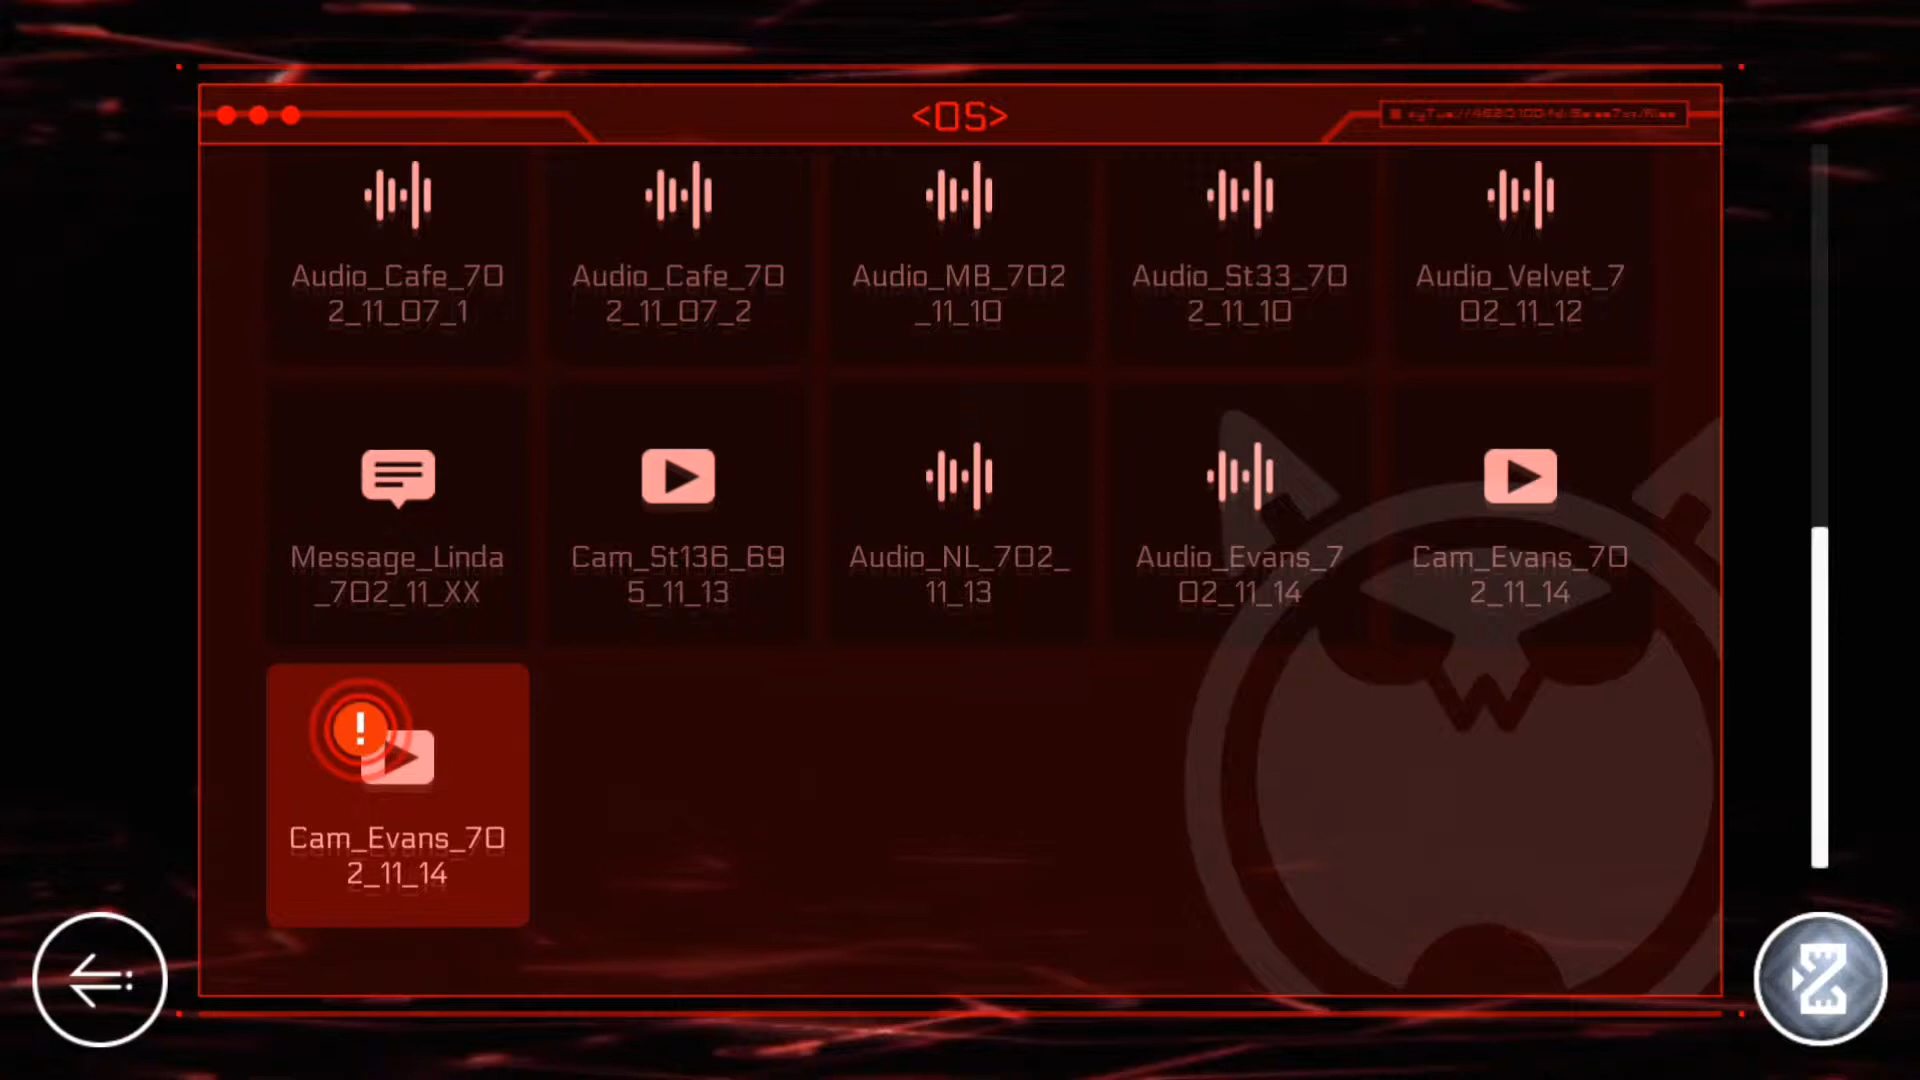 <OS>
Audio_Cafe_70
2_11_07_1
Audio_Cafe_70
2_11_07_2
Audio_MB_702
_11_10
Audio_St33_70
2_11_10
Audio_Velvet_7
02_11_12
Message_Linda
_702_11_XX
Cam_St136_69
5_11_13
Audio_NL_702_
11_13
Audio_Evans_7
02_11_14
Cam_Evans_70
2_11_14
!
Cam_Evans_70
2_11_14